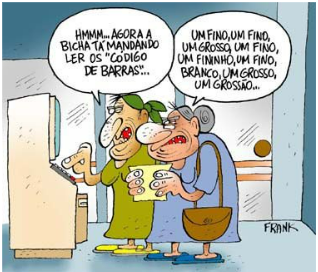 HMMM...AGORA A
BICHA TÁ MANDANDO
LER OS "CÓDIGO
DE BARRAS"...
UM FINO, UM FINO,
UM GROSSO, UM FINO,
UM FININHO, UM FINO,
BRANCO, UM GROSSO,
UM GROSSÃO...
FRANK